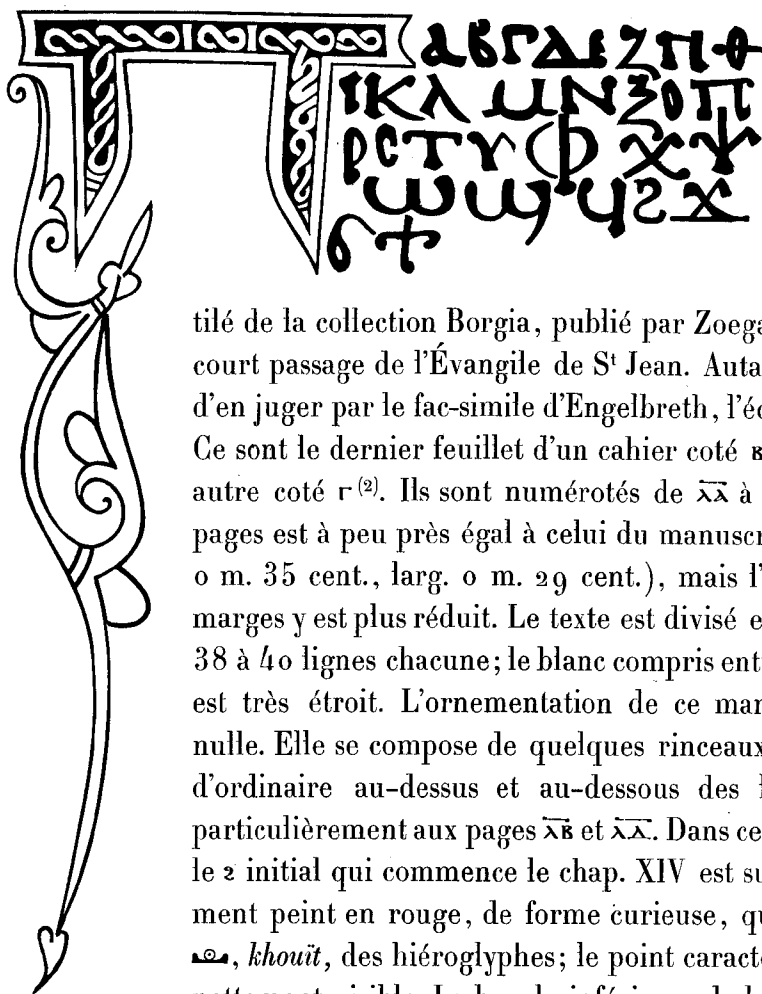 Ⲡ ⲁⲃⲅⲇⲉⲍⲏⲑ
ⲓⲕⲗⲙⲛⲝⲟⲡ
ⲣⲥⲧⲩⲫⲭⲯ
ⲱϣϥϩϫ
ϭϯ
tilé de la collection Borgia, publié par Zoega
court passage de l'Évangile de Sᵗ Jean. Auta
d'en juger par le fac-simile d'Engelbreth, l'éc
Ce sont le dernier feuillet d'un cahier coté ⲃ
autre coté ⲅ⁽²⁾. Ils sont numérotés de ⲗ̅ⲁ̅ à
pages est à peu près égal à celui du manuscr
0 m. 35 cent., larg. 0 m. 29 cent.), mais l'
marges y est plus réduit. Le texte est divisé e
38 à 40 lignes chacune; le blanc compris ent
est très étroit. L'ornementation de ce mar
nulle. Elle se compose de quelques rinceaux
d'ordinaire au-dessus et au-dessous des l
particulièrement aux pages ⲗ̅ⲃ̅ et ⲗ̅ⲇ̅. Dans ce
le ϩ initial qui commence le chap. XIV est su
ment peint en rouge, de forme curieuse, qu
, khouït, des hiéroglyphes; le point caract